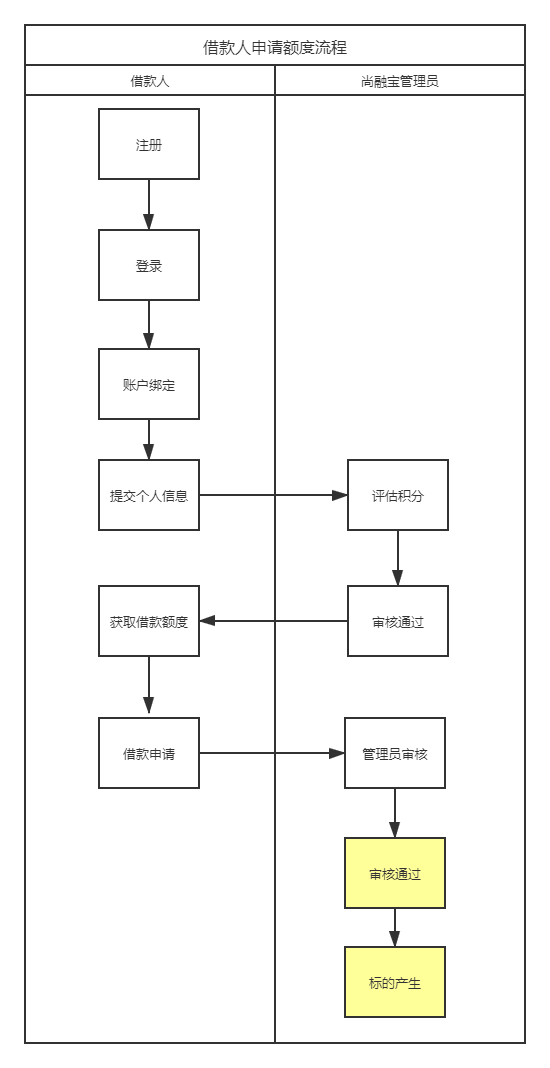 借款人申请额度流程
借款人
尚融宝管理员
注册
登录
账户绑定
提交个人信息
评估积分
获取借款额度
审核通过
借款申请
管理员审核
审核通过
标的产生